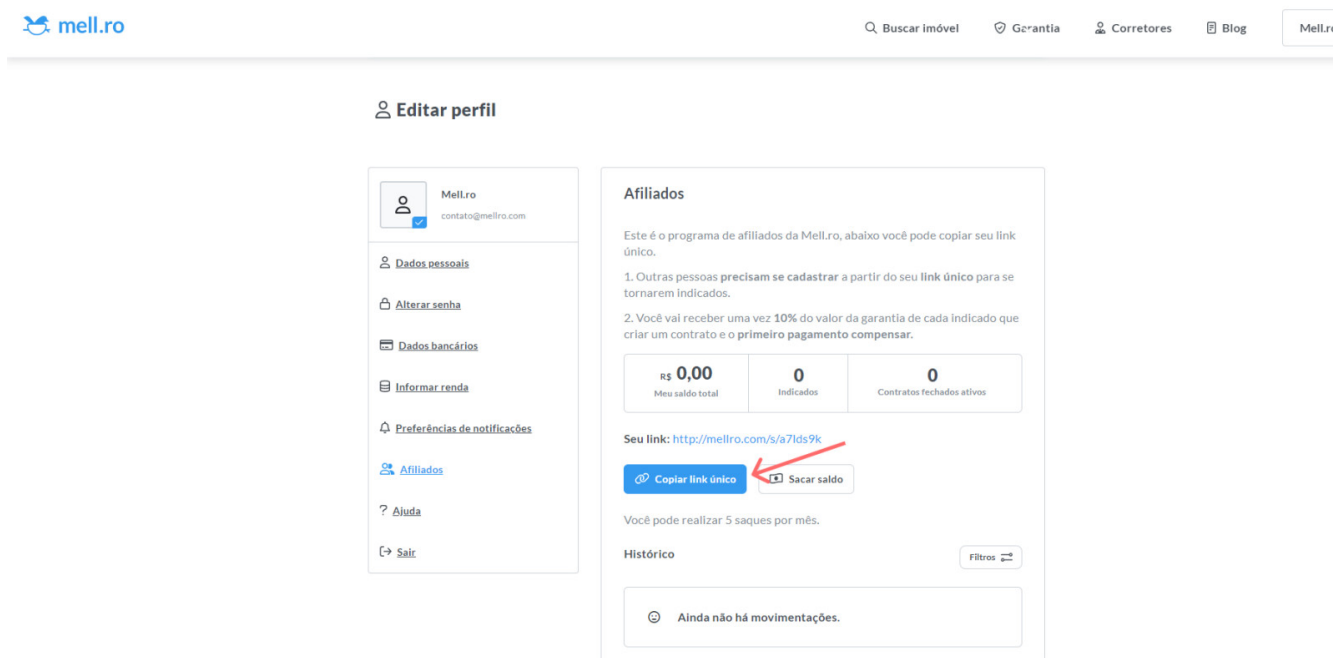 mell.ro
Buscar imóvel
Garantia
Corretores
Blog
Mell.ro
Editar perfil
Mell.ro
contato@mellro.com
Dados pessoais
Alterar senha
Dados bancários
Informar renda
Preferências de notificações
Afiliados
? Ajuda
Sair
Afiliados
Este é o programa de afiliados da Mell.ro, abaixo você pode copiar seu link
único.
1. Outras pessoas precisam se cadastrar a partir do seu link único para se
tornarem indicados.
2. Você vai receber uma vez 10% do valor da garantia de cada indicado que
criar um contrato e o primeiro pagamento compensar.
R$ 0,00
Meu saldo total
0
Indicados
0
Contratos fechados ativos
Seu link: http://mellro.com/s/a7lds9k
Copiar link único
Sacar saldo
Você pode realizar 5 saques por mês.
Histórico
Filtros
Ainda não há movimentações.